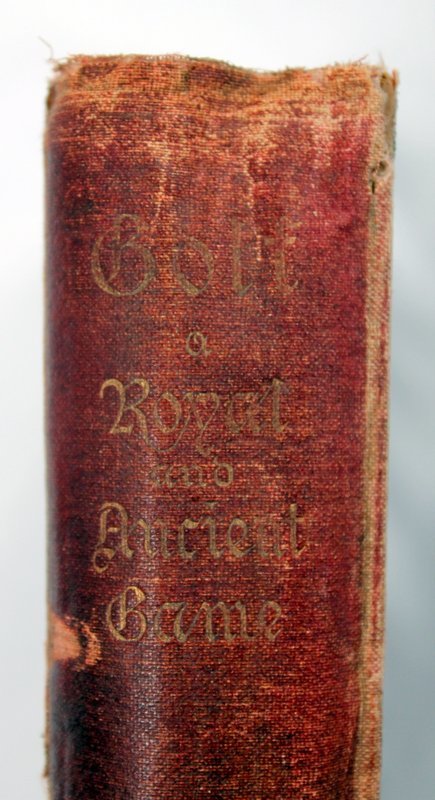 Golf
a
Royal
and
Ancient
Game